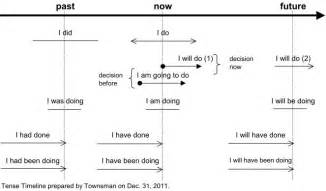 past now future
I did I do
I will do (1) decision now I will do (2)
decision before I am going to do
I was doing I am doing I will be doing
I had done I have done I will have done
I had been doing I have been doing I will have been doing
Tense Timeline prepared by Townsman on Dec. 31, 2011.